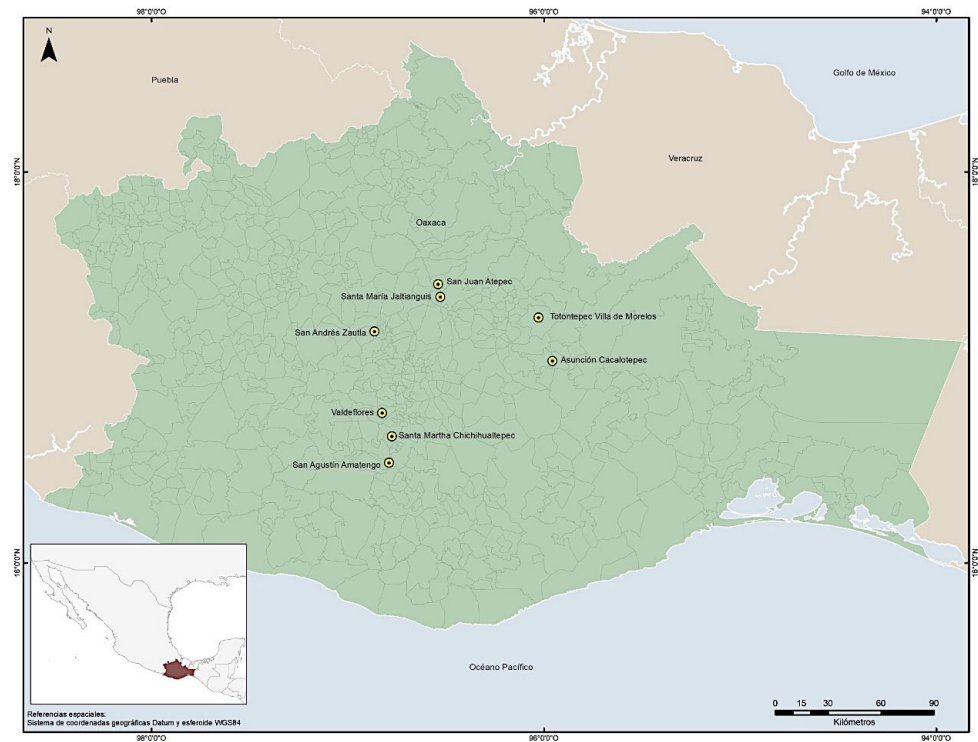 98°0'0"O
96°0'0"O
94°0'0"O
N
Puebla
Golfo de México
Veracruz
18°0'0"N
18°0'0"N
Oaxaca
San Juan Atepec
Santa María Jaltianguis
Totontepec Villa de Morelos
San Andrés Zautla
Asunción Cacalotepec
Valdeflores
Santa Martha Chichihualtepec
San Agustín Amatengo
16°0'0"N
16°0'0"N
Océano Pacífico
0 15 30 60 90
Kilómetros
Referencias espaciales:
Sistema de coordenadas geográficas Datum y esferoide WGS84
98°0'0"O
96°0'0"O
94°0'0"O